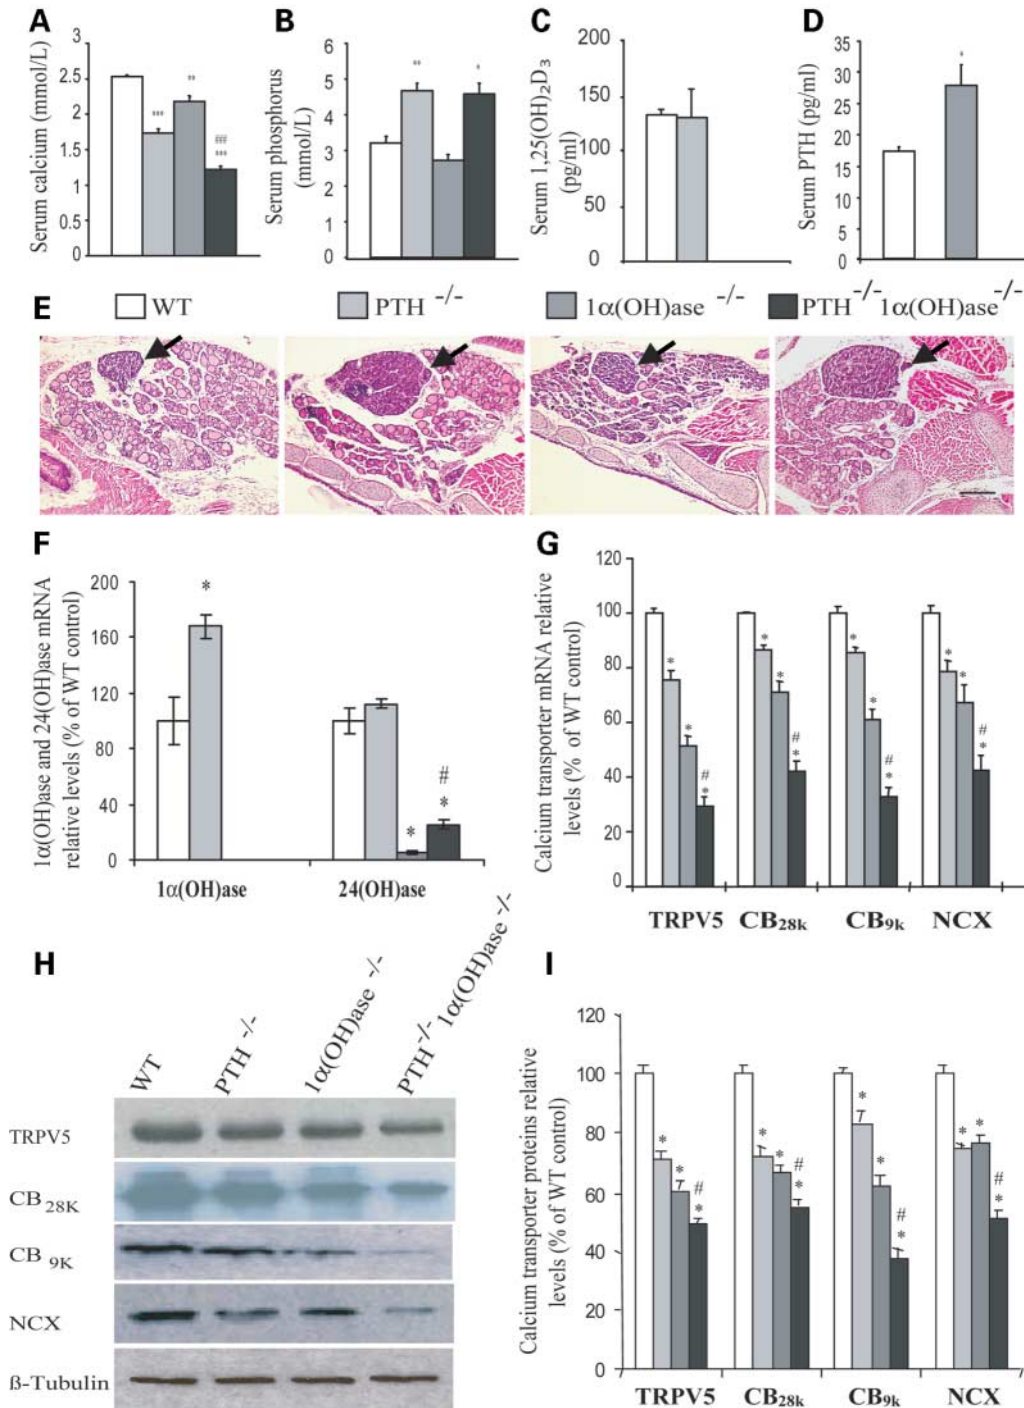 A
Serum calcium (mmol/L)
3
2.5
2
1.5
1
0.5
0
***
**
###
***
B
Serum phosphorus
(mmol/L)
6
5
4
3
2
1
0
**
*
C
Serum 1,25(OH)₂D₃
(pg/ml)
200
150
100
50
0
D
Serum PTH (pg/ml)
35
30
25
20
15
10
5
0
*
WT
PTH -/-
1α(OH)ase -/-
PTH-/-1α(OH)ase-/-
E
F
1α(OH)ase and 24(OH)ase mRNA
relative levels (% of WT control)
200
160
120
80
40
0
*
*
#
*
1α(OH)ase 24(OH)ase
G
Calcium transporter mRNA relative
levels (% of WT control)
120
100
80
60
40
20
0
* * # *
* * # *
* * # *
* * # *
TRPV5 CB28k CB9k NCX
H
WT
PTH -/-
1α(OH)ase -/-
PTH-/-1α(OH)ase-/-
TRPV5
CB 28K
CB 9K
NCX
ß-Tubulin
I
Calcium transporter proteins relative
levels (% of WT control)
120
100
80
60
40
20
0
* * # *
* * # *
* * # *
* * # *
TRPV5 CB28k CB9k NCX